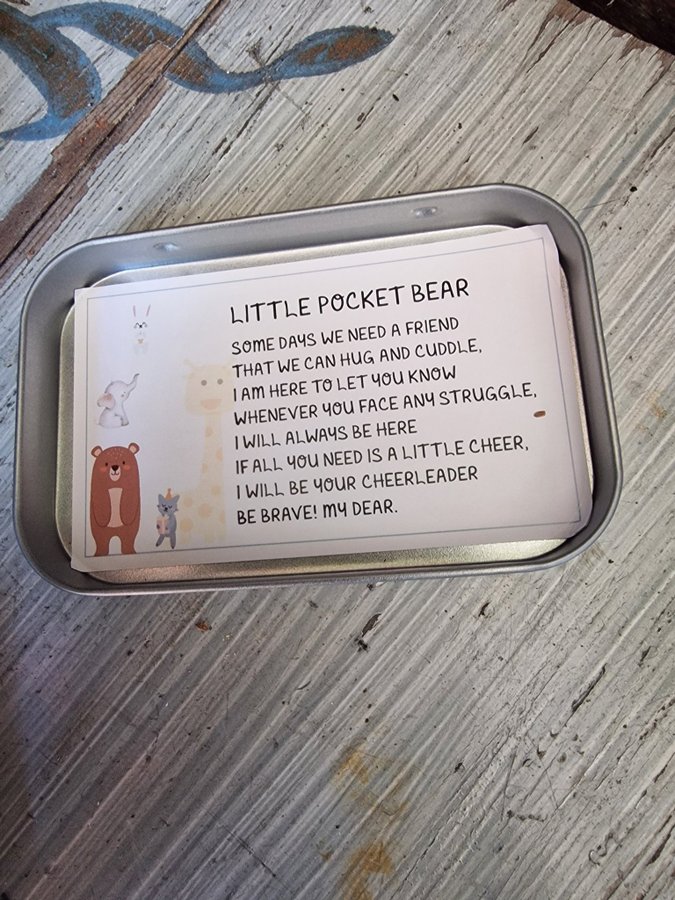 LITTLE POCKET BEAR
SOME DAYS WE NEED A FRIEND
THAT WE CAN HUG AND CUDDLE,
I AM HERE TO LET YOU KNOW
WHENEVER YOU FACE ANY STRUGGLE,
I WILL ALWAYS BE HERE
IF ALL YOU NEED IS A LITTLE CHEER,
I WILL BE YOUR CHEERLEADER
BE BRAVE! MY DEAR.